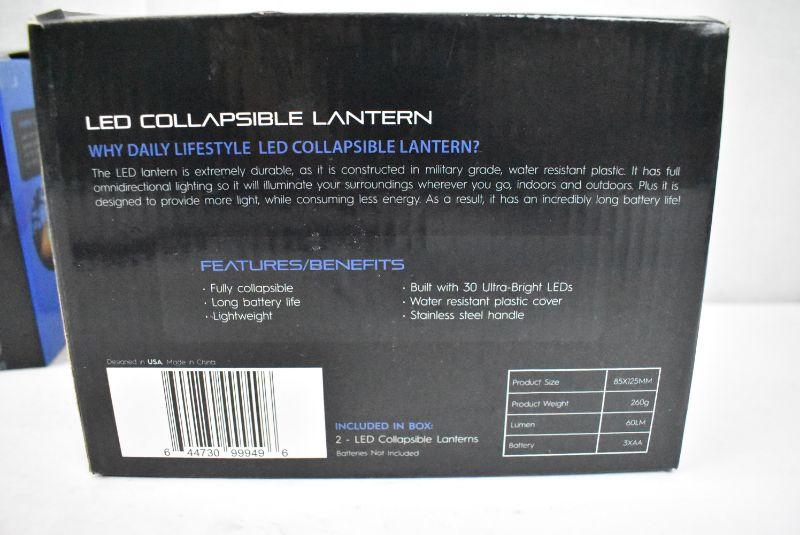 LED COLLAPSIBLE LANTERN
WHY DAILY LIFESTYLE LED COLLAPSIBLE LANTERN?
The LED lantern is extremely durable, as it is constructed in military grade, water resistant plastic. It has full
omnidirectional lighting so it will illuminate your surroundings wherever you go, indoors and outdoors. Plus it is
designed to provide more light, while consuming less energy. As a result, it has an incredibly long battery life!
FEATURES/BENEFITS
· Fully collapsible
· Long battery life
· Lightweight
· Built with 30 Ultra-Bright LEDs
· Water resistant plastic cover
· Stainless steel handle
Designed in USA. Made in China
6 44730 99949 6
INCLUDED IN BOX:
2 - LED Collapsible Lanterns
Batteries Not Included
Product Size 85X125MM
Product Weight 260g
Lumen 60LM
Battery 3XAA